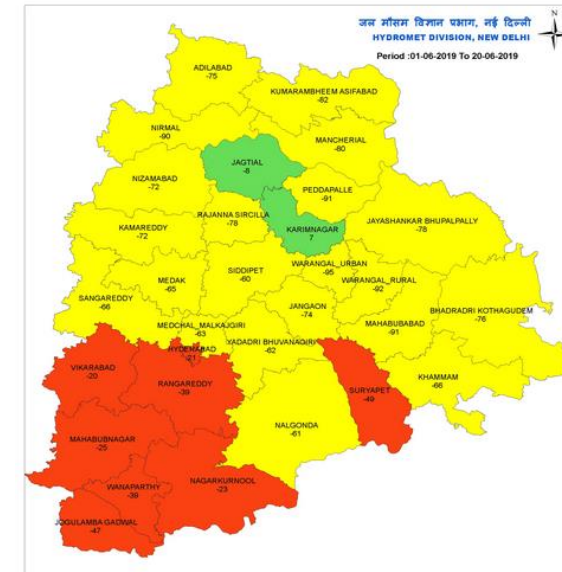 जल मौसम विज्ञान प्रभाग, नई दिल्ली
HYDROMET DIVISION, NEW DELHI
N
Period :01-06-2019 To 20-06-2019
ADILABAD
-75
KUMARAMBHEEM ASIFABAD
-82
NIRMAL
-90
MANCHERIAL
-80
JAGTIAL
-8
NIZAMABAD
-72
PEDDAPALLE
-91
RAJANNA SIRCILLA
-78
KARIMNAGAR
7
JAYASHANKAR BHUPALPALLY
-78
KAMAREDDY
-72
WARANGAL_URBAN
-95
WARANGAL_RURAL
-92
MEDAK
-65
SIDDIPET
-60
SANGAREDDY
-66
JANGAON
-74
BHADRADRI KOTHAGUDEM
-76
MEDCHAL_MALKAJGIRI
-63
MAHABUBABAD
-91
HYDERABAD
-21
YADADRI BHUVANAGIRI
-62
VIKARABAD
-20
RANGAREDDY
-39
SURYAPET
-49
KHAMMAM
-66
NALGONDA
-61
MAHABUBNAGAR
-25
WANAPARTHY
NAGARKURNOOL
-23
JOGULAMBA GADWAL
-47